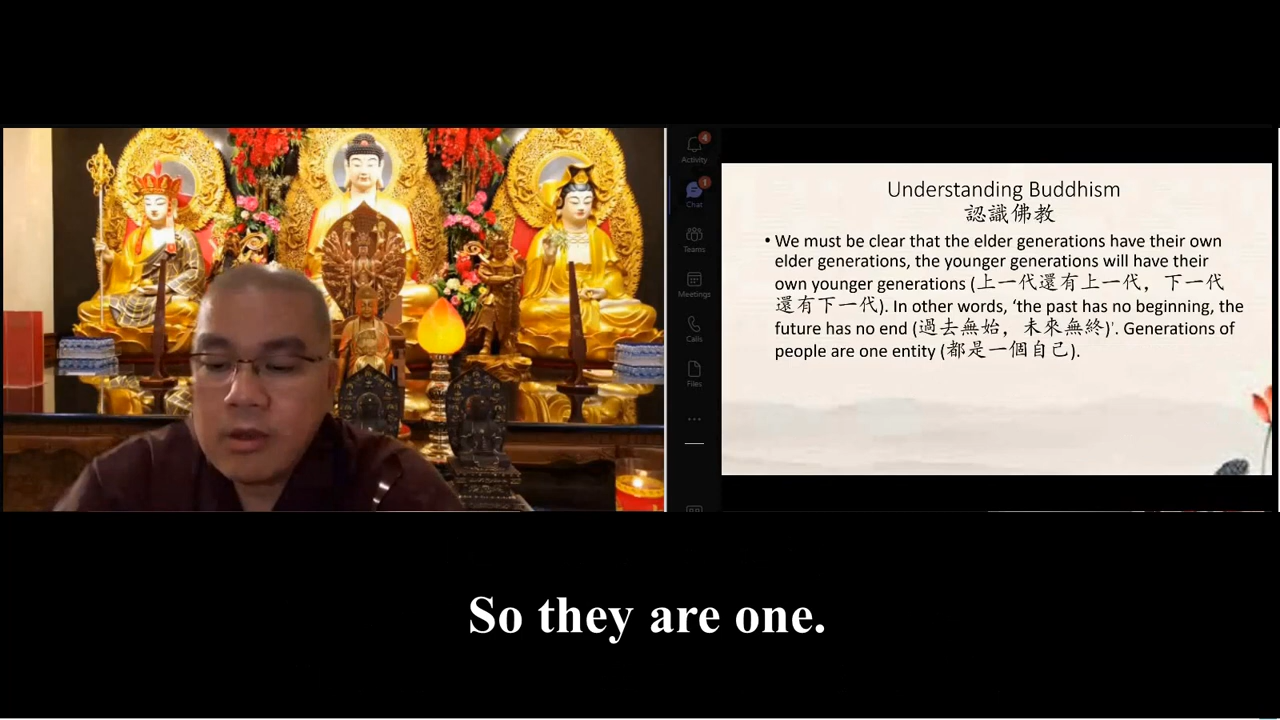 Activity
4
Chat
1
Teams
Meetings
Calls
Files
Understanding Buddhism
認識佛教
• We must be clear that the elder generations have their own
elder generations, the younger generations will have their
own younger generations (上一代還有上一代，下一代
還有下一代). In other words, ‘the past has no beginning, the
future has no end (過去無始，未來無終)'. Generations of
people are one entity (都是一個自己).
So they are one.